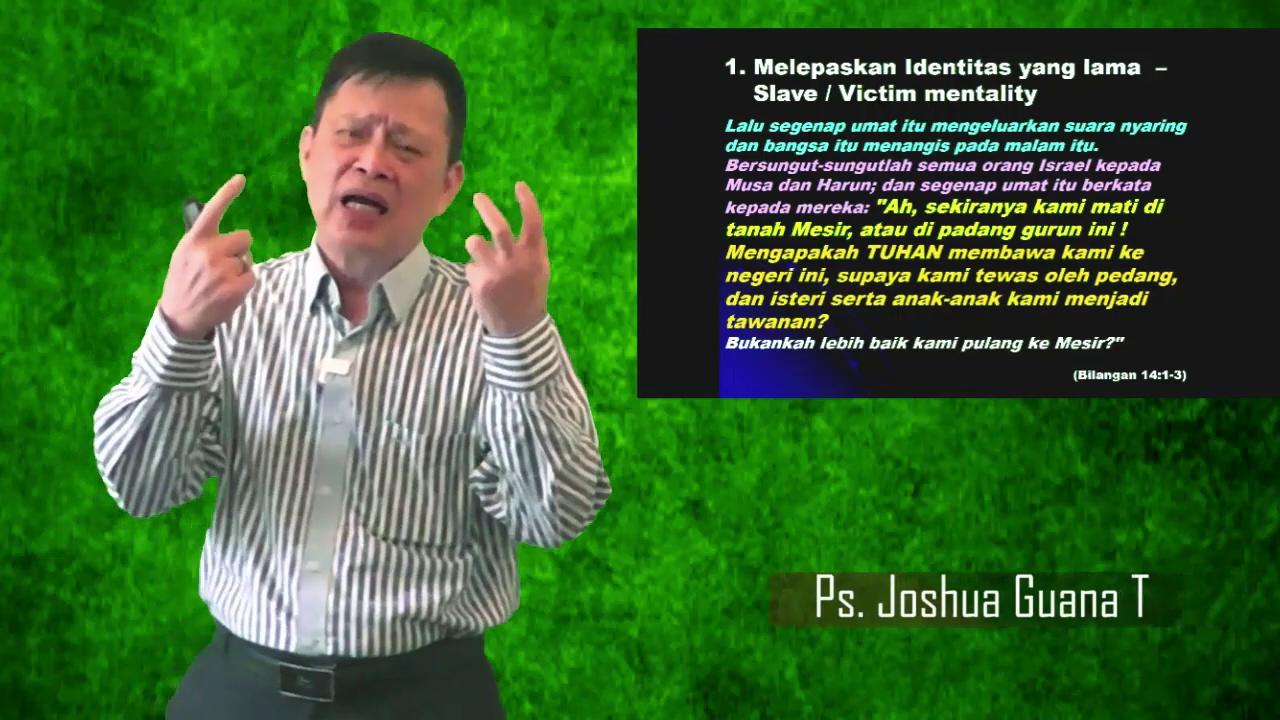 1. Melepaskan Identitas yang lama –
Slave / Victim mentality
Lalu segenap umat itu mengeluarkan suara nyaring
dan bangsa itu menangis pada malam itu.
Bersungut-sungutlah semua orang Israel kepada
Musa dan Harun; dan segenap umat itu berkata
kepada mereka: "Ah, sekiranya kami mati di
tanah Mesir, atau di padang gurun ini !
Mengapakah TUHAN membawa kami ke
negeri ini, supaya kami tewas oleh pedang,
dan isteri serta anak-anak kami menjadi
tawanan?
Bukankah lebih baik kami pulang ke Mesir?"
(Bilangan 14:1-3)
Ps. Joshua Guana T